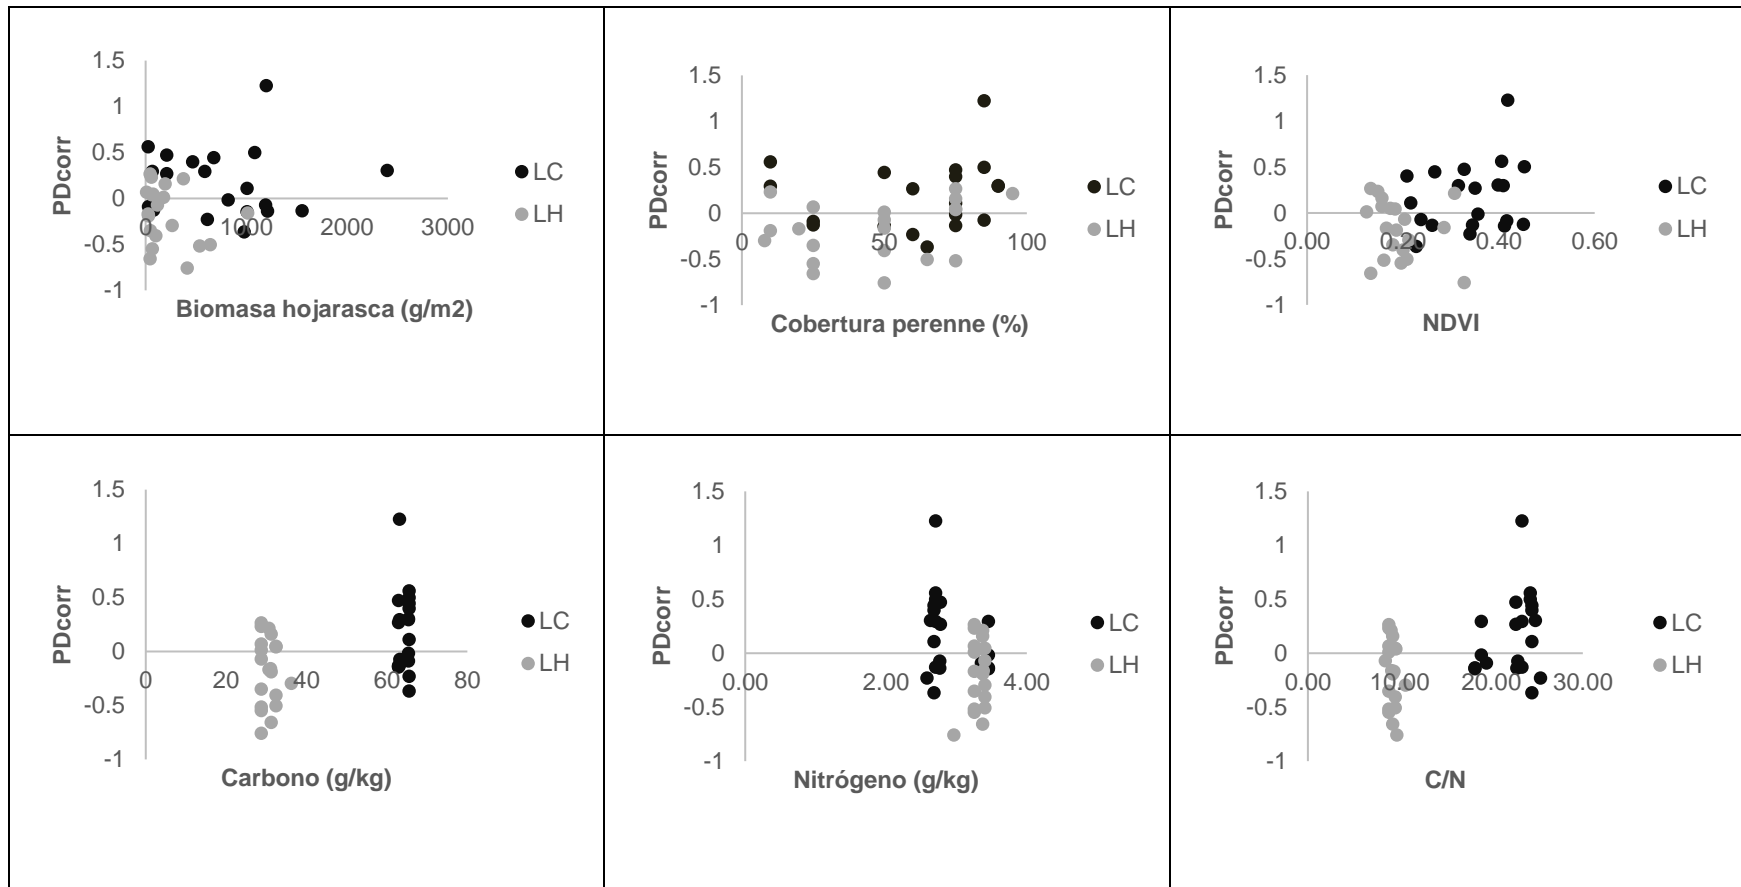 1.5
1
0.5
0
-0.5
-1
0 1000 2000 3000
PDcorr
Biomasa hojarasca (g/m2)
LC
LH
1.5
1
0.5
0
-0.5
-1
0 50 100
PDcorr
Cobertura perenne (%)
LC
LH
1.5
1
0.5
0
-0.5
-1
0.00 0.20 0.40 0.60
PDcorr
NDVI
LC
LH
1.5
1
0.5
0
-0.5
-1
0 20 40 60 80
PDcorr
Carbono (g/kg)
LC
LH
1.5
1
0.5
0
-0.5
-1
0.00 2.00 4.00
PDcorr
Nitrógeno (g/kg)
LC
LH
1.5
1
0.5
0
-0.5
-1
0.00 10.00 20.00 30.00
PDcorr
C/N
LC
LH